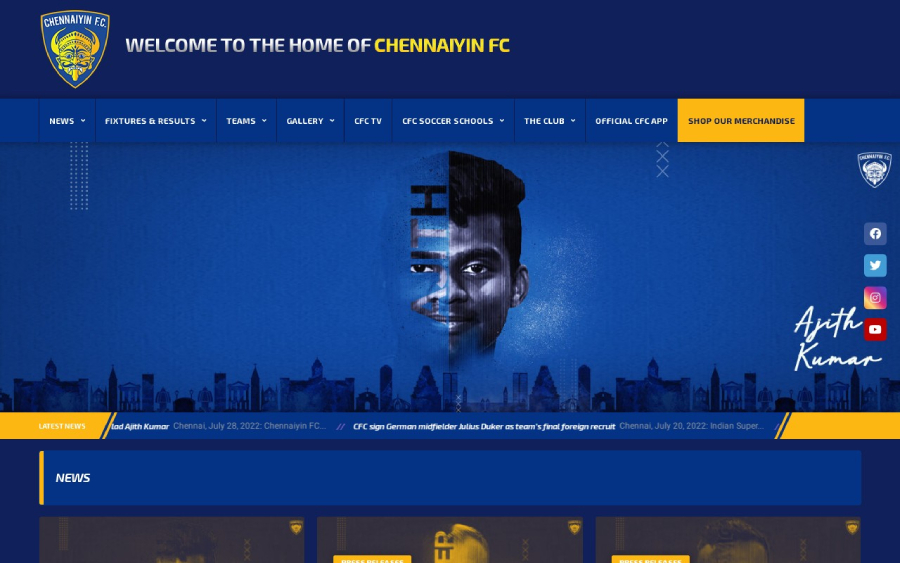 CHENNAIYIN F.C.
WELCOME TO THE HOME OF CHENNAIYIN FC
NEWS FIXTURES & RESULTS TEAMS GALLERY CFC TV CFC SOCCER SCHOOLS THE CLUB OFFICIAL CFC APP SHOP OUR MERCHANDISE
Ajith
Kumar
LATEST NEWS lad Ajith Kumar Chennai, July 28, 2022: Chennaiyin FC... // CFC sign German midfielder Julius Duker as team's final foreign recruit Chennai, July 20, 2022: Indian Super... //
NEWS
PRESS RELEASES PRESS RELEASES